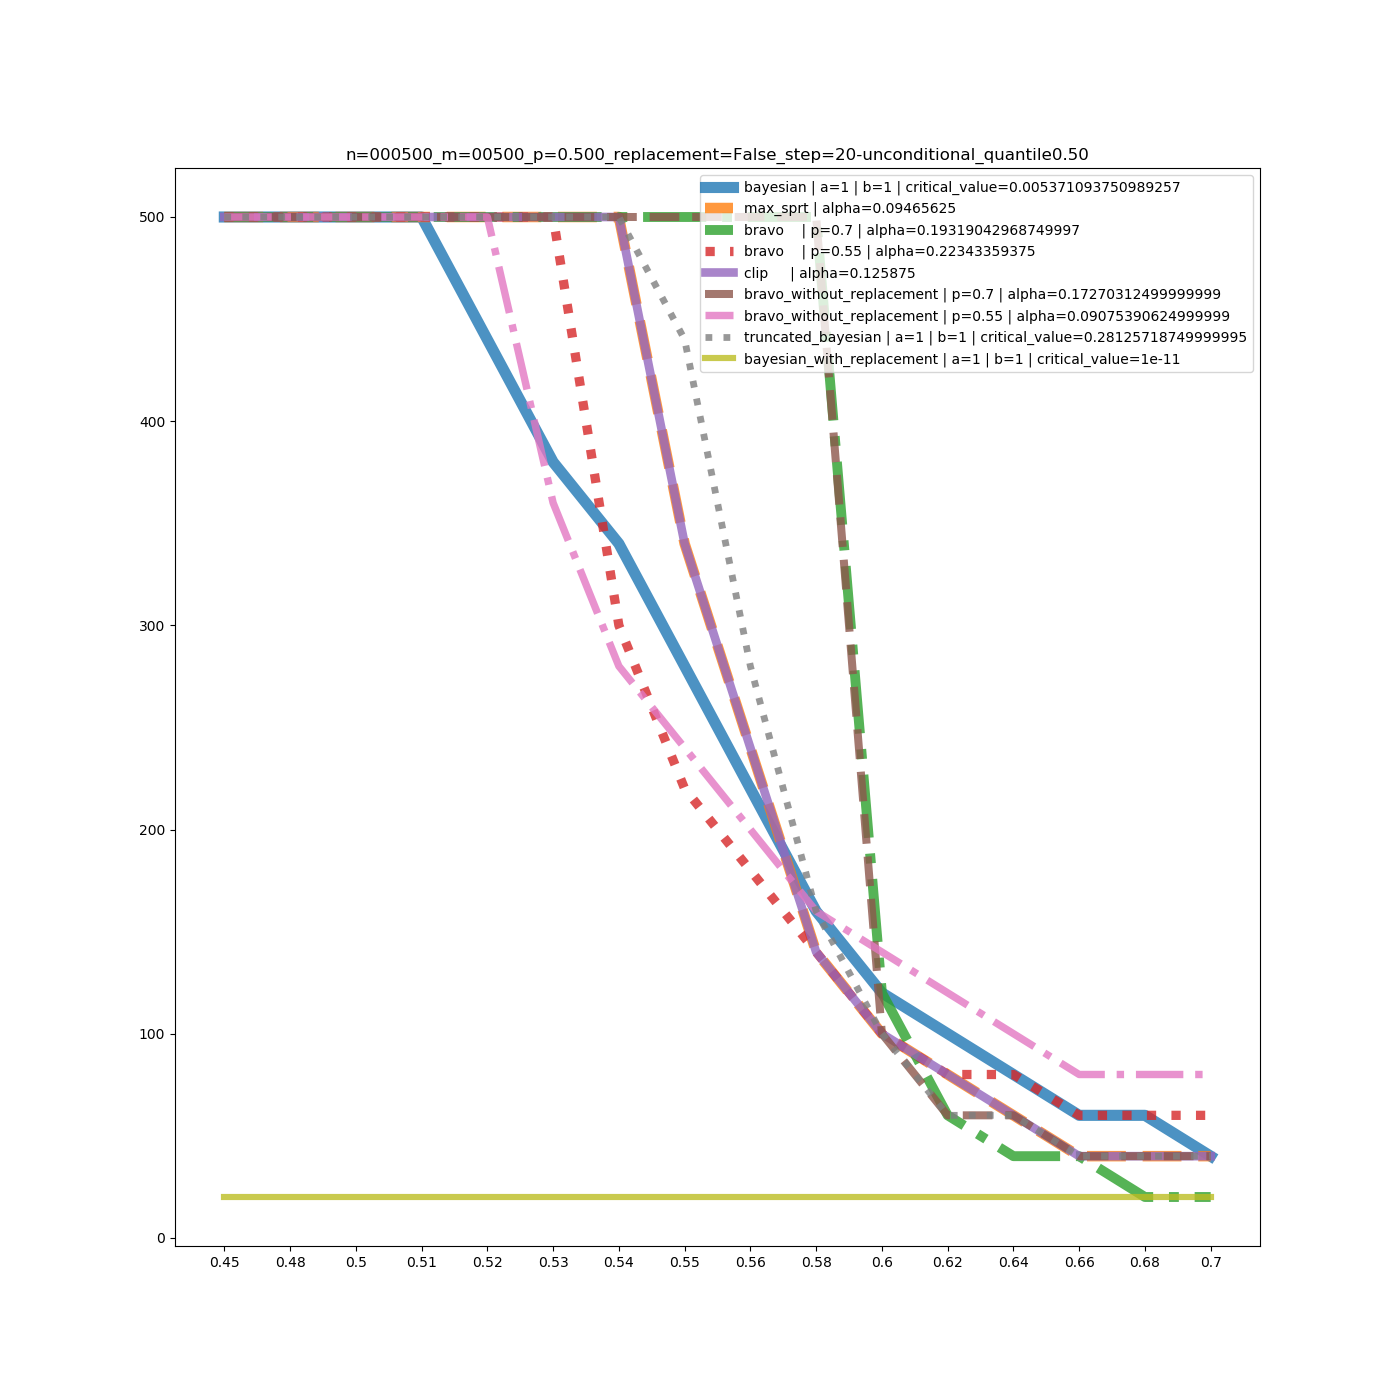 n=000500_m=00500_p=0.500_replacement=False_step=20-unconditional_quantile0.50
bayesian | a=1 | b=1 | critical_value=0.005371093750989257
max_sprt | alpha=0.09465625
bravo    | p=0.7 | alpha=0.19319042968749997
bravo    | p=0.55 | alpha=0.22343359375
clip     | alpha=0.125875
bravo_without_replacement | p=0.7 | alpha=0.17270312499999999
bravo_without_replacement | p=0.55 | alpha=0.09075390624999999
truncated_bayesian | a=1 | b=1 | critical_value=0.28125718749999995
bayesian_with_replacement | a=1 | b=1 | critical_value=1e-11
500
400
300
200
100
0
0.45 0.48 0.5 0.51 0.52 0.53 0.54 0.55 0.56 0.58 0.6 0.62 0.64 0.66 0.68 0.7